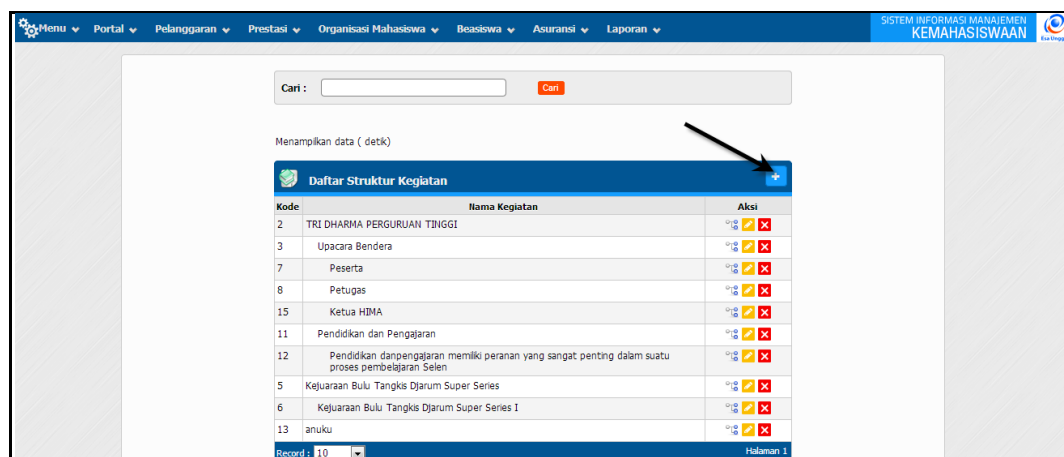 Menu Portal Pelanggaran Prestasi Organisasi Mahasiswa Beasiswa Asuransi Laporan
SISTEM INFORMASI MANAJEMEN
KEMAHASISWAAN
Esa Unggul
Cari : Cari
Menampilkan data ( detik)
Daftar Struktur Kegiatan +
Kode Nama Kegiatan Aksi
2 TRI DHARMA PERGURUAN TINGGI
3 Upacara Bendera
7 Peserta
8 Petugas
15 Ketua HIMA
11 Pendidikan dan Pengajaran
12 Pendidikan danpengajaran memiliki peranan yang sangat penting dalam suatu
proses pembelajaran Selen
5 Kejuaraan Bulu Tangkis Djarum Super Series
6 Kejuaraan Bulu Tangkis Djarum Super Series I
13 anuku
Record : 10 Halaman 1